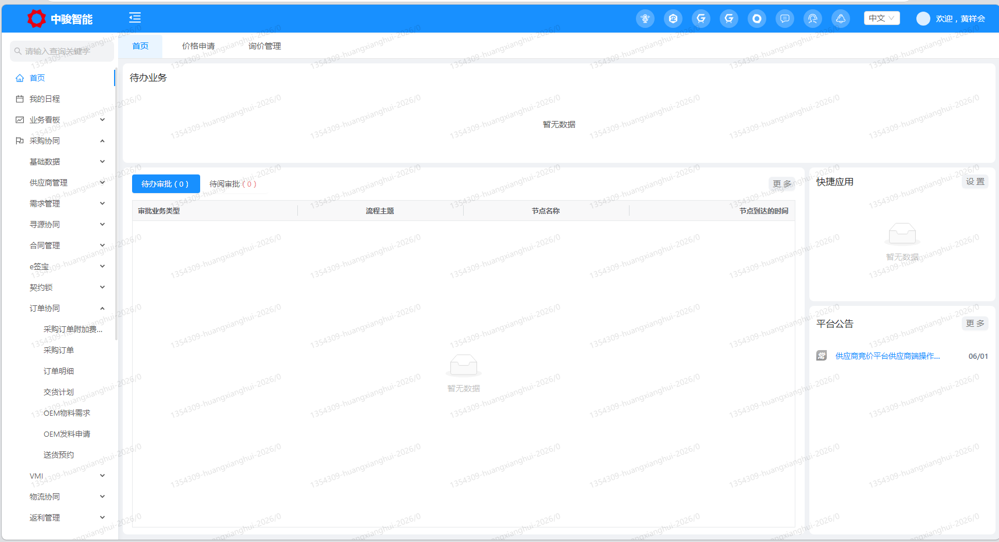 中骏智能
中文
欢迎，黄祥会
请输入查询关键字
首页
价格申请
询价管理
首页
我的日程
业务看板
采购协同
基础数据
供应商管理
需求管理
寻源协同
合同管理
e签宝
契约锁
订单协同
采购订单附加费...
采购订单
订单明细
交货计划
OEM物料需求
OEM发料申请
送货预约
VMI
物流协同
返利管理
待办业务
暂无数据
待办审批 ( 0 )
待阅审批 ( 0 )
更 多
审批业务类型
流程主题
节点名称
节点到达的时间
暂无数据
快捷应用
设 置
暂无数据
平台公告
更 多
常
供应商竞价平台供应商端操作...
06/01
1354309-huangxianghui-2026/0